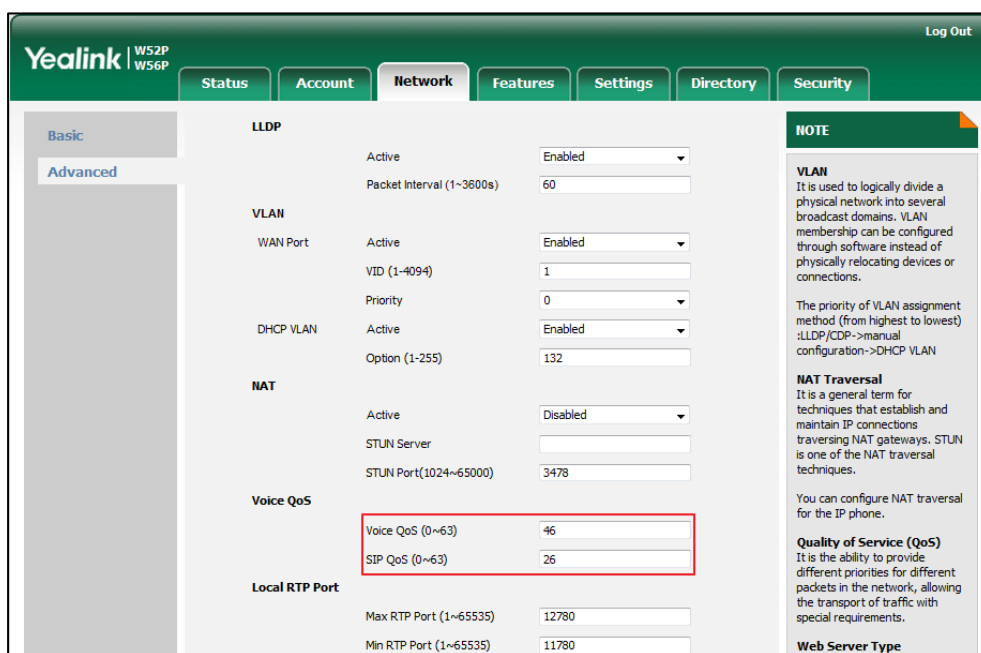 Log Out
Yealink | W52P
W56P
Status Account Network Features Settings Directory Security
Basic
Advanced
LLDP
Active Enabled
Packet Interval (1~3600s) 60
VLAN
WAN Port Active Enabled
VID (1-4094) 1
Priority 0
DHCP VLAN Active Enabled
Option (1-255) 132
NAT
Active Disabled
STUN Server
STUN Port(1024~65000) 3478
Voice QoS
Voice QoS (0~63) 46
SIP QoS (0~63) 26
Local RTP Port
Max RTP Port (1~65535) 12780
Min RTP Port (1~65535) 11780
NOTE
VLAN
It is used to logically divide a
physical network into several
broadcast domains. VLAN
membership can be configured
through software instead of
physically relocating devices or
connections.
The priority of VLAN assignment
method (from highest to lowest)
:LLDP/CDP->manual
configuration->DHCP VLAN
NAT Traversal
It is a general term for
techniques that establish and
maintain IP connections
traversing NAT gateways. STUN
is one of the NAT traversal
techniques.
You can configure NAT traversal
for the IP phone.
Quality of Service (QoS)
It is the ability to provide
different priorities for different
packets in the network, allowing
the transport of traffic with
special requirements.
Web Server Type